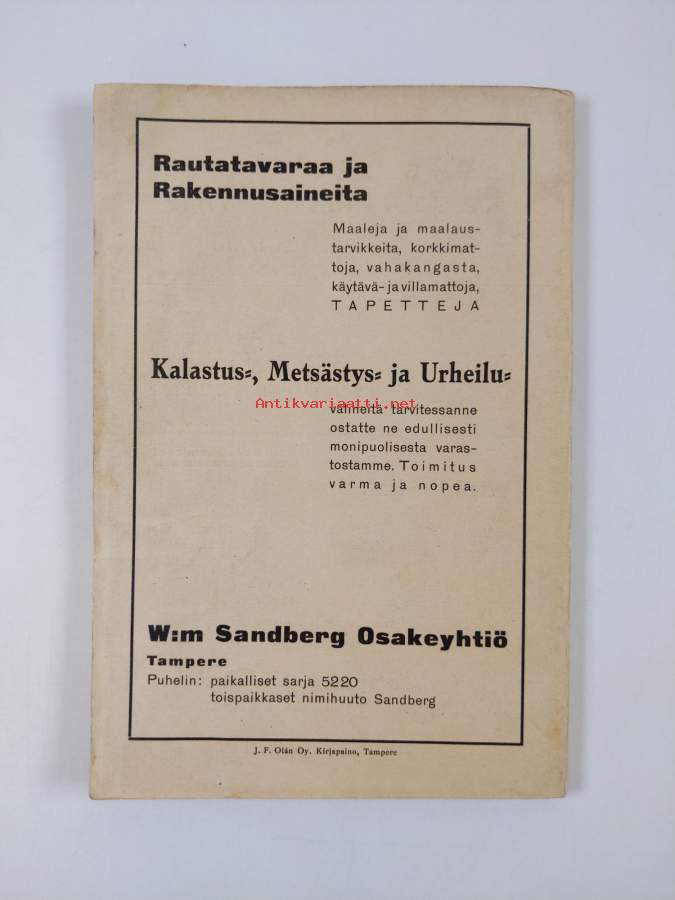 Rautatavaraa ja
Rakennusaineita
Maaleja ja maalaus-
tarvikkeita, korkkimat-
toja, vahakangasta,
käytävä- ja villamattoja,
TAPETTEJA
Kalastus-, Metsästys- ja Urheilu-
Antikvariaatti.net
välineitä tarvitessanne
ostatte ne edullisesti
monipuolisesta varas-
tostamme. Toimitus
varma ja nopea.
W:m Sandberg Osakeyhtiö
Tampere
Puhelin: paikalliset sarja 5220
toispaikkaset nimihuuto Sandberg
J. F. Olán Oy. Kirjapaino, Tampere